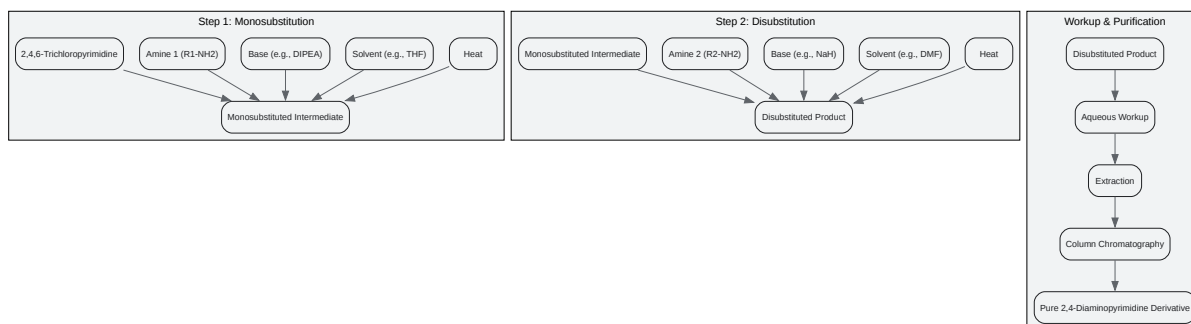 Step 1: Monosubstitution
2,4,6-Trichloropyrimidine
Amine 1 (R1-NH2)
Base (e.g., DIPEA)
Solvent (e.g., THF)
Heat
Monosubstituted Intermediate
Step 2: Disubstitution
Monosubstituted Intermediate
Amine 2 (R2-NH2)
Base (e.g., NaH)
Solvent (e.g., DMF)
Heat
Disubstituted Product
Workup & Purification
Disubstituted Product
Aqueous Workup
Extraction
Column Chromatography
Pure 2,4-Diaminopyrimidine Derivative